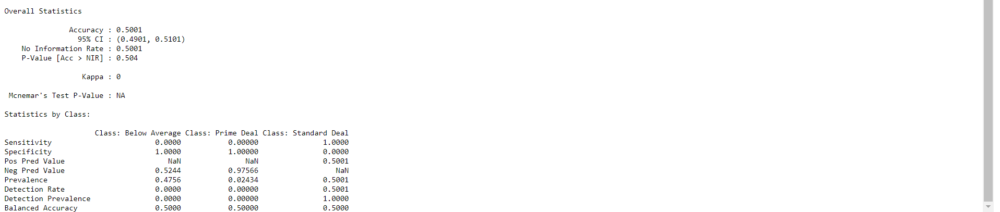 Overall Statistics
Accuracy : 0.5001
95% CI : (0.4901, 0.5101)
No Information Rate : 0.5001
P-Value [Acc > NIR] : 0.504
Kappa : 0
Mcnemar's Test P-Value : NA
Statistics by Class:
Class: Below Average Class: Prime Deal Class: Standard Deal
Sensitivity 0.0000 0.00000 1.0000
Specificity 1.0000 1.00000 0.0000
Pos Pred Value NaN NaN 0.5001
Neg Pred Value 0.5244 0.97566 NaN
Prevalence 0.4756 0.02434 0.5001
Detection Rate 0.0000 0.00000 0.5001
Detection Prevalence 0.0000 0.00000 1.0000
Balanced Accuracy 0.5000 0.50000 0.5000